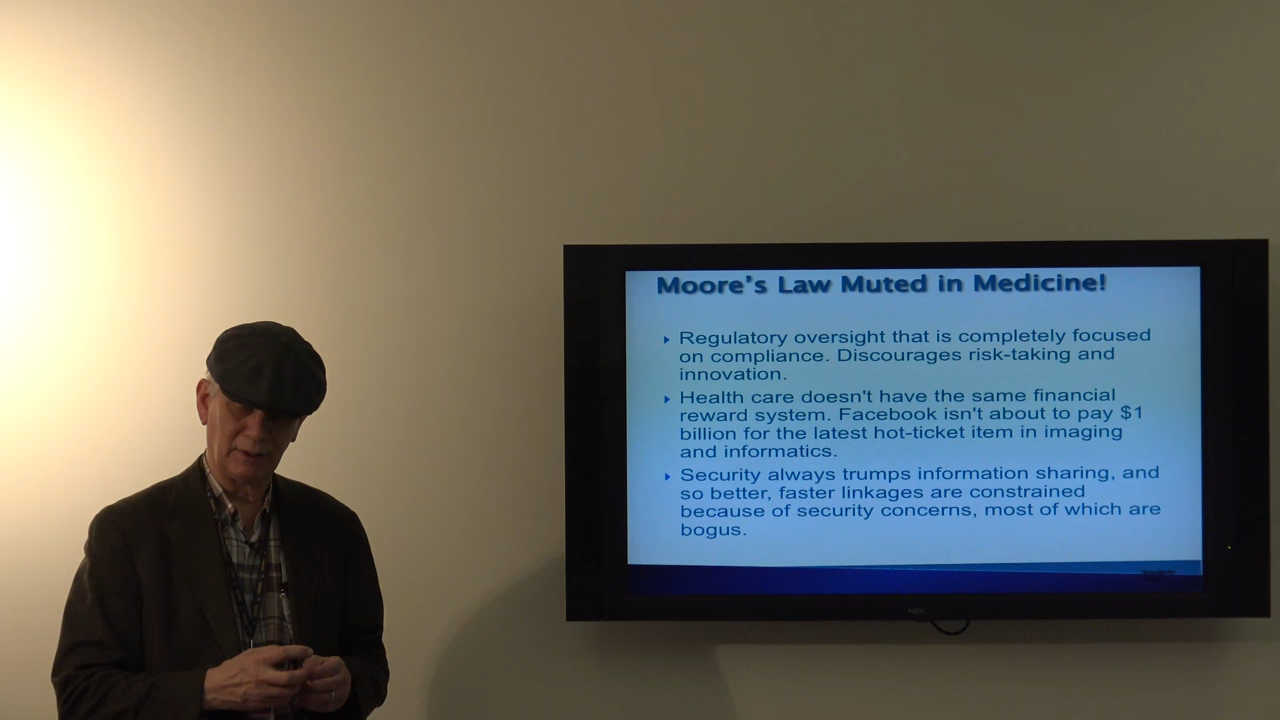 Moore's Law Muted in Medicine!
Regulatory oversight that is completely focused
on compliance. Discourages risk-taking and
innovation.
Health care doesn't have the same financial
reward system. Facebook isn't about to pay $1
billion for the latest hot-ticket item in imaging
and informatics.
Security always trumps information sharing, and
so better, faster linkages are constrained
because of security concerns, most of which are
bogus.
NEC